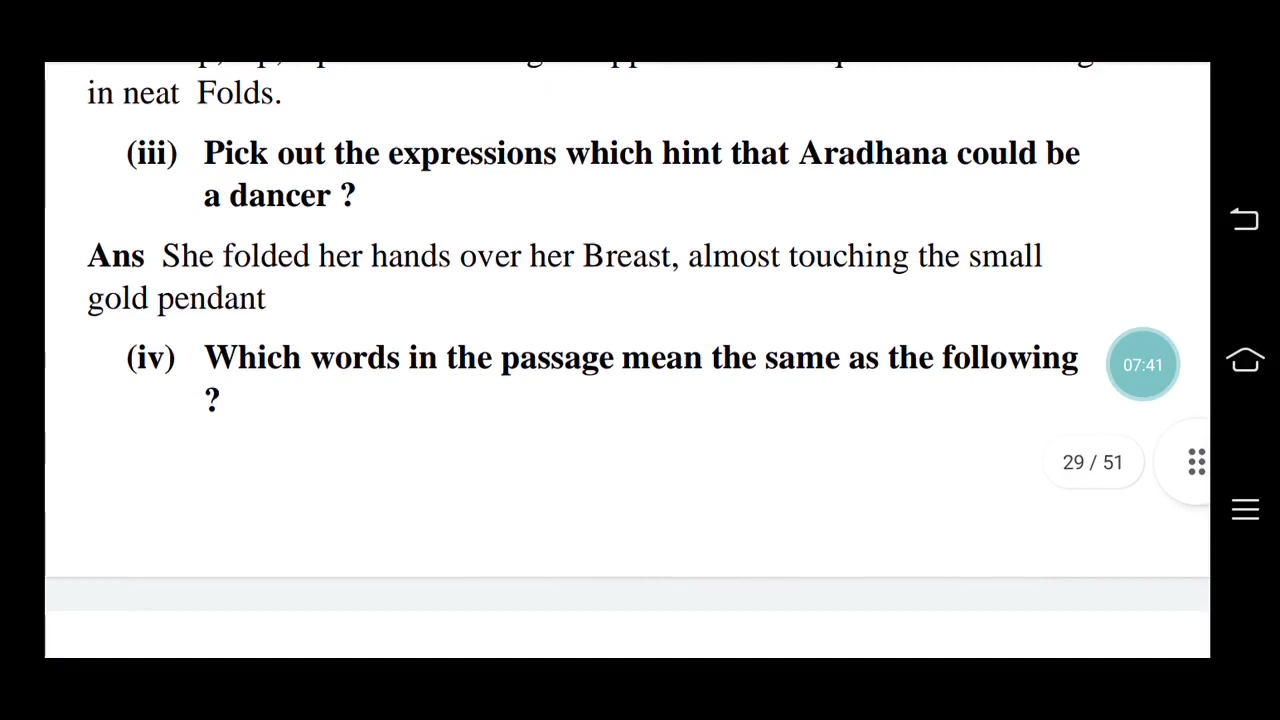 in neat Folds.
(iii) Pick out the expressions which hint that Aradhana could be
a dancer ?
Ans She folded her hands over her Breast, almost touching the small
gold pendant
(iv) Which words in the passage mean the same as the following
?
07:41
29 / 51